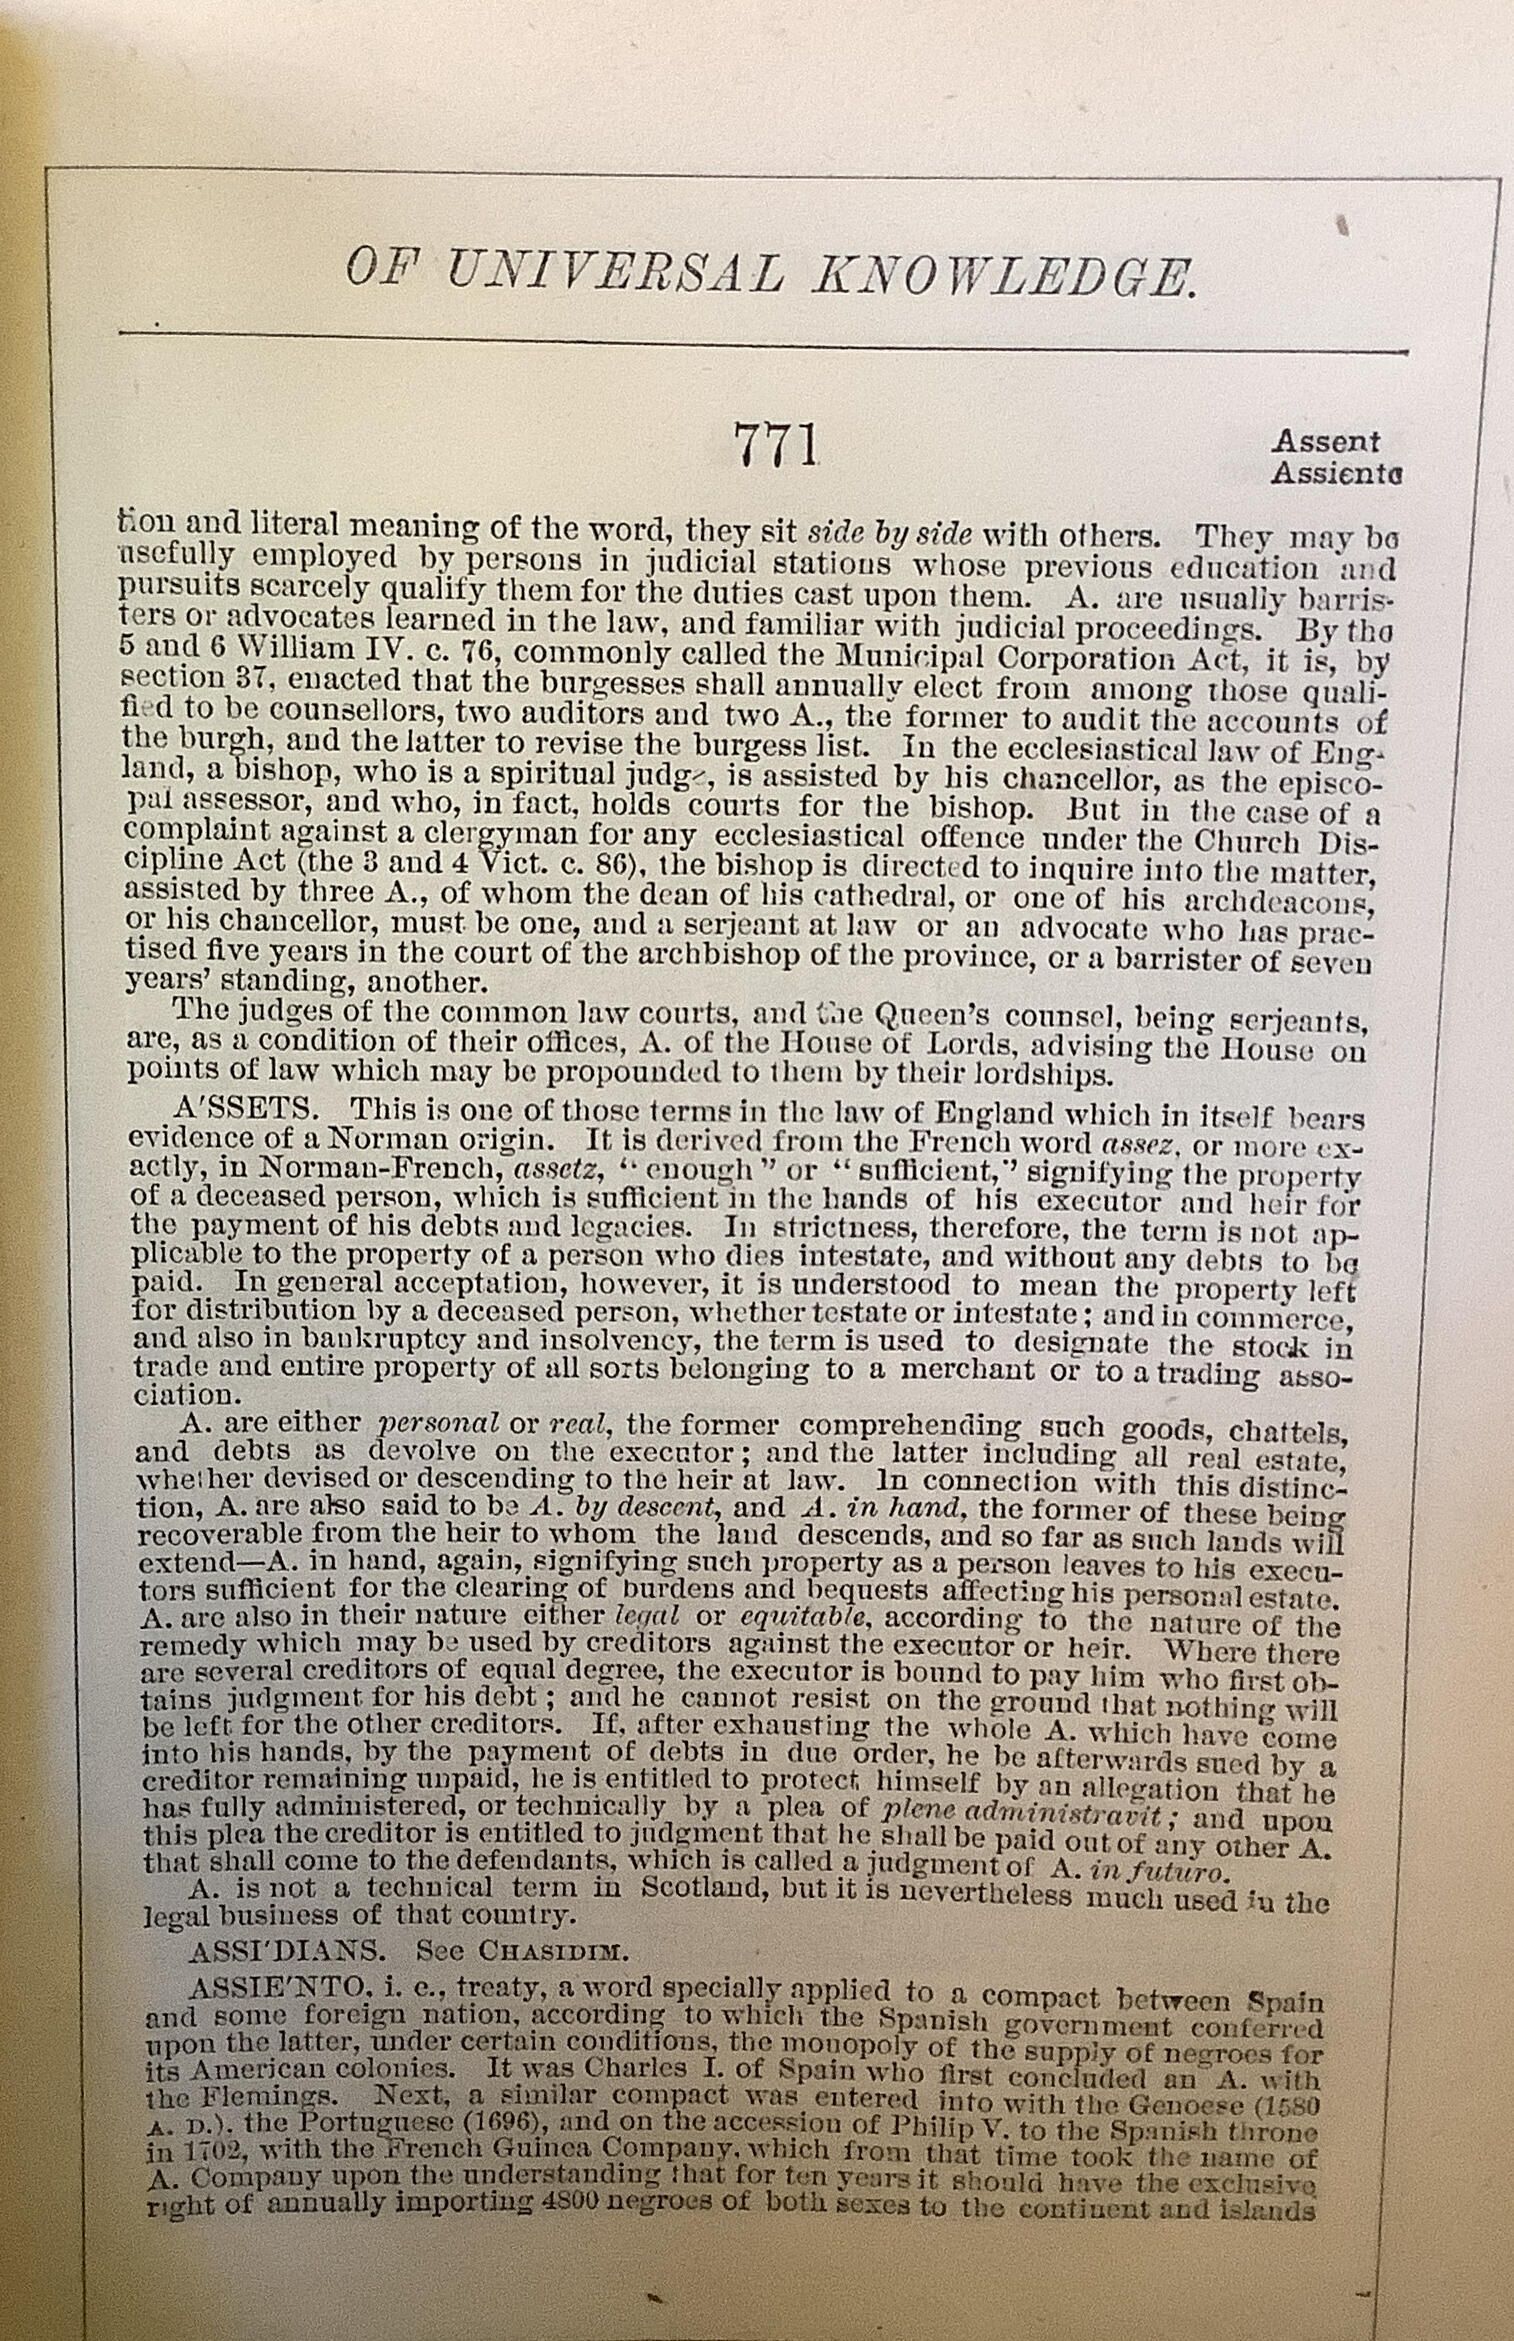 OF UNIVERSAL KNOWLEDGE.
771
Assent
Assiento
tion and literal meaning of the word, they sit side by side with others. They may be
usefully employed by persons in judicial stations whose previous education and
pursuits scarcely qualify them for the duties cast upon them. A. are usually barris-
ters or advocates learned in the law, and familiar with judicial proceedings. By the
5 and 6 William IV. c. 76, commonly called the Municipal Corporation Act, it is, by
section 37, enacted that the burgesses shall annually elect from among those quali-
fied to be counsellors, two auditors and two A., the former to audit the accounts of
the burgh, and the latter to revise the burgess list. In the ecclesiastical law of Eng-
land, a bishop, who is a spiritual judge, is assisted by his chancellor, as the episco-
pal assessor, and who, in fact, holds courts for the bishop. But in the case of a
complaint against a clergyman for any ecclesiastical offence under the Church Dis-
cipline Act (the 3 and 4 Vict. c. 86), the bishop is directed to inquire into the matter,
assisted by three A., of whom the dean of his cathedral, or one of his archdeacons,
or his chancellor, must be one, and a serjeant at law or an advocate who has prac-
tised five years in the court of the archbishop of the province, or a barrister of seven
years' standing, another.
The judges of the common law courts, and the Queen's counsel, being serjeants,
are, as a condition of their offices, A. of the House of Lords, advising the House on
points of law which may be propounded to them by their lordships.
A'SSETS. This is one of those terms in the law of England which in itself bears
evidence of a Norman origin. It is derived from the French word assez, or more ex-
actly, in Norman-French, assetz, "enough" or "sufficient," signifying the property
of a deceased person, which is sufficient in the hands of his executor and heir for
the payment of his debts and legacies. In strictness, therefore, the term is not ap-
plicable to the property of a person who dies intestate, and without any debts to be
paid. In general acceptation, however, it is understood to mean the property left
for distribution by a deceased person, whether testate or intestate; and in commerce,
and also in bankruptcy and insolvency, the term is used to designate the stock in
trade and entire property of all sorts belonging to a merchant or to a trading asso-
ciation.
A. are either personal or real, the former comprehending such goods, chattels,
and debts as devolve on the executor; and the latter including all real estate,
whether devised or descending to the heir at law. In connection with this distinc-
tion, A. are also said to be A. by descent, and A. in hand, the former of these being
recoverable from the heir to whom the land descends, and so far as such lands will
extend—A. in hand, again, signifying such property as a person leaves to his execu-
tors sufficient for the clearing of burdens and bequests affecting his personal estate.
A. are also in their nature either legal or equitable, according to the nature of the
remedy which may be used by creditors against the executor or heir. Where there
are several creditors of equal degree, the executor is bound to pay him who first ob-
tains judgment for his debt; and he cannot resist on the ground that nothing will
be left for the other creditors. If, after exhausting the whole A. which have come
into his hands, by the payment of debts in due order, he be afterwards sued by a
creditor remaining unpaid, he is entitled to protect himself by an allegation that he
has fully administered, or technically by a plea of plene administravit; and upon
this plea the creditor is entitled to judgment that he shall be paid out of any other A.
that shall come to the defendants, which is called a judgment of A. in futuro.
A. is not a technical term in Scotland, but it is nevertheless much used in the
legal business of that country.
ASSI'DIANS. See CHASIDIM.
ASSIE'NTO, i. e., treaty, a word specially applied to a compact between Spain
and some foreign nation, according to which the Spanish government conferred
upon the latter, under certain conditions, the monopoly of the supply of negroes for
its American colonies. It was Charles I. of Spain who first concluded an A. with
the Flemings. Next, a similar compact was entered into with the Genoese (1580
A. D.), the Portuguese (1696), and on the accession of Philip V. to the Spanish throne
in 1702, with the French Guinea Company, which from that time took the name of
A. Company upon the understanding that for ten years it should have the exclusive
right of annually importing 4800 negroes of both sexes to the continent and islands